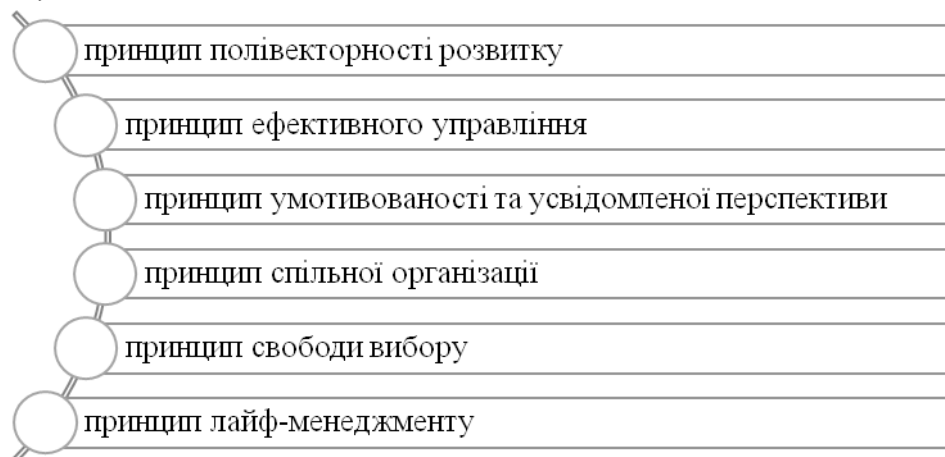 принцип полівекторності розвитку
принцип ефективного управління
принцип умотивованості та усвідомленої перспективи
принцип спільної організації
принцип свободи вибору
принцип лайф-менеджменту